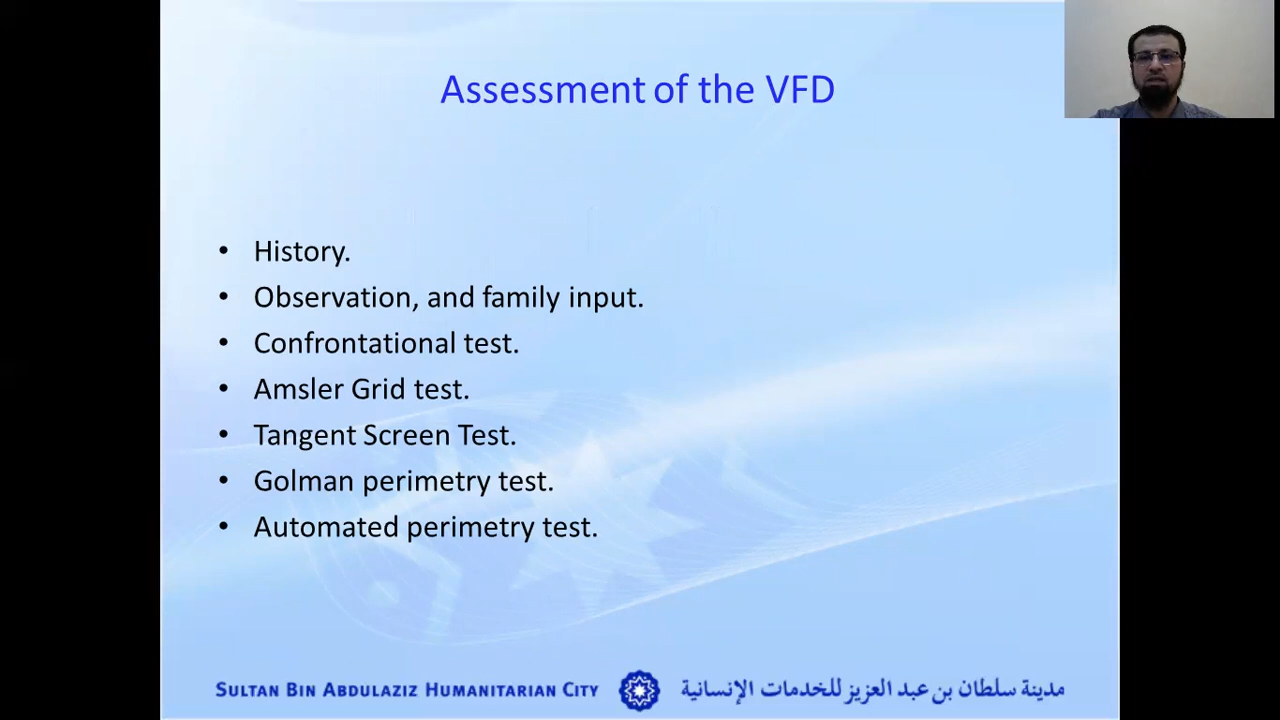 Assessment of the VFD
• History.
• Observation, and family input.
• Confrontational test.
• Amsler Grid test.
• Tangent Screen Test.
• Golman perimetry test.
• Automated perimetry test.
SULTAN BIN ABDULAZIZ HUMANITARIAN CITY
مدينة سلطان بن عبد العزيز للخدمات الإنسانية